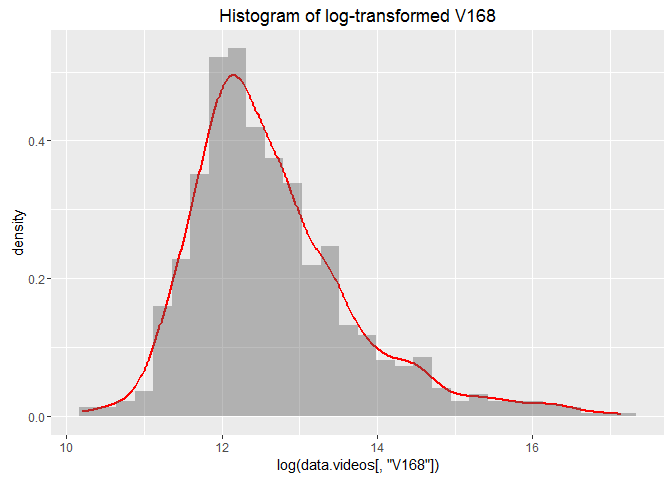 Histogram of log-transformed V168
density
0.4
0.2
0.0
10 12 14 16
log(data.videos[, "V168"])